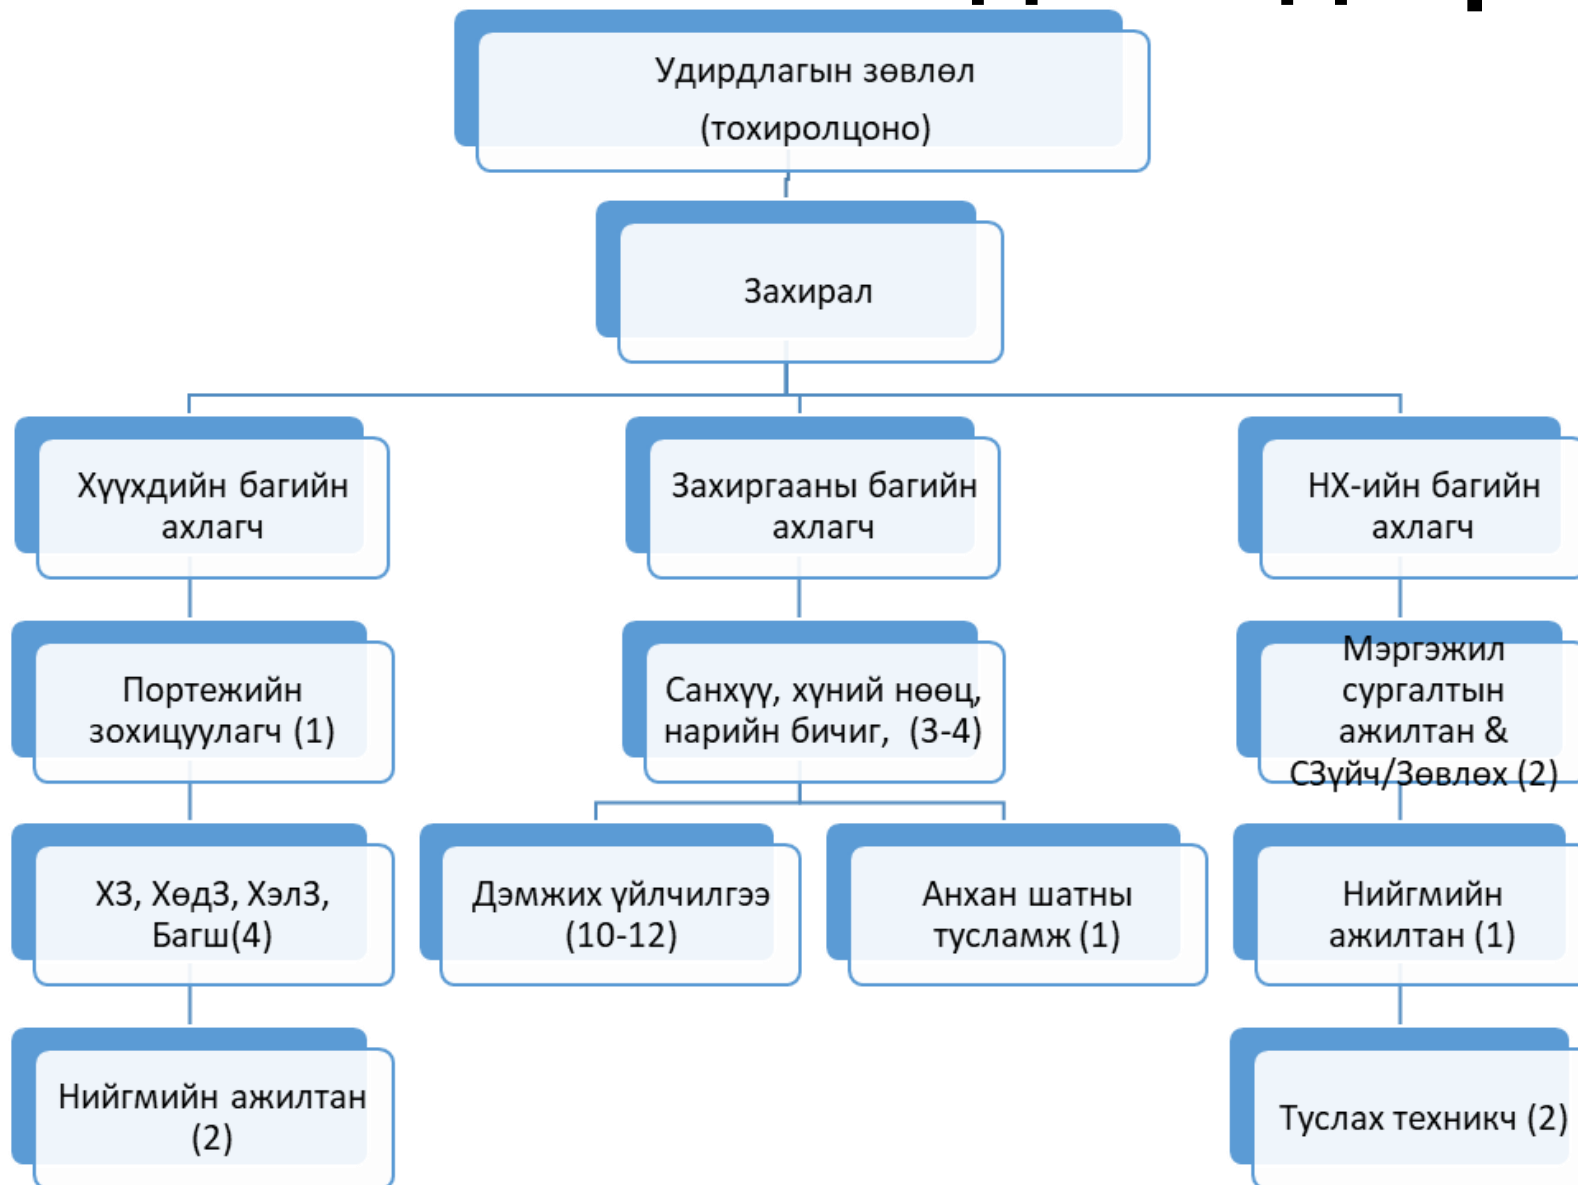 Удирдлагын зөвлөл
(тохиролцоно)
Захирал
Хүүхдийн багийн
ахлагч
Захиргааны багийн
ахлагч
НХ-ийн багийн
ахлагч
Портежийн
зохицуулагч (1)
Санхүү, хүний нөөц,
нарийн бичиг,  (3-4)
Мэргэжил
сургалтын
ажилтан &
СЗүйч/Зөвлөх (2)
ХЗ, ХөдЗ, ХэлЗ,
Багш(4)
Дэмжих үйлчилгээ
(10-12)
Анхан шатны
тусламж (1)
Нийгмийн
ажилтан (1)
Нийгмийн ажилтан
(2)
Туслах техникч (2)